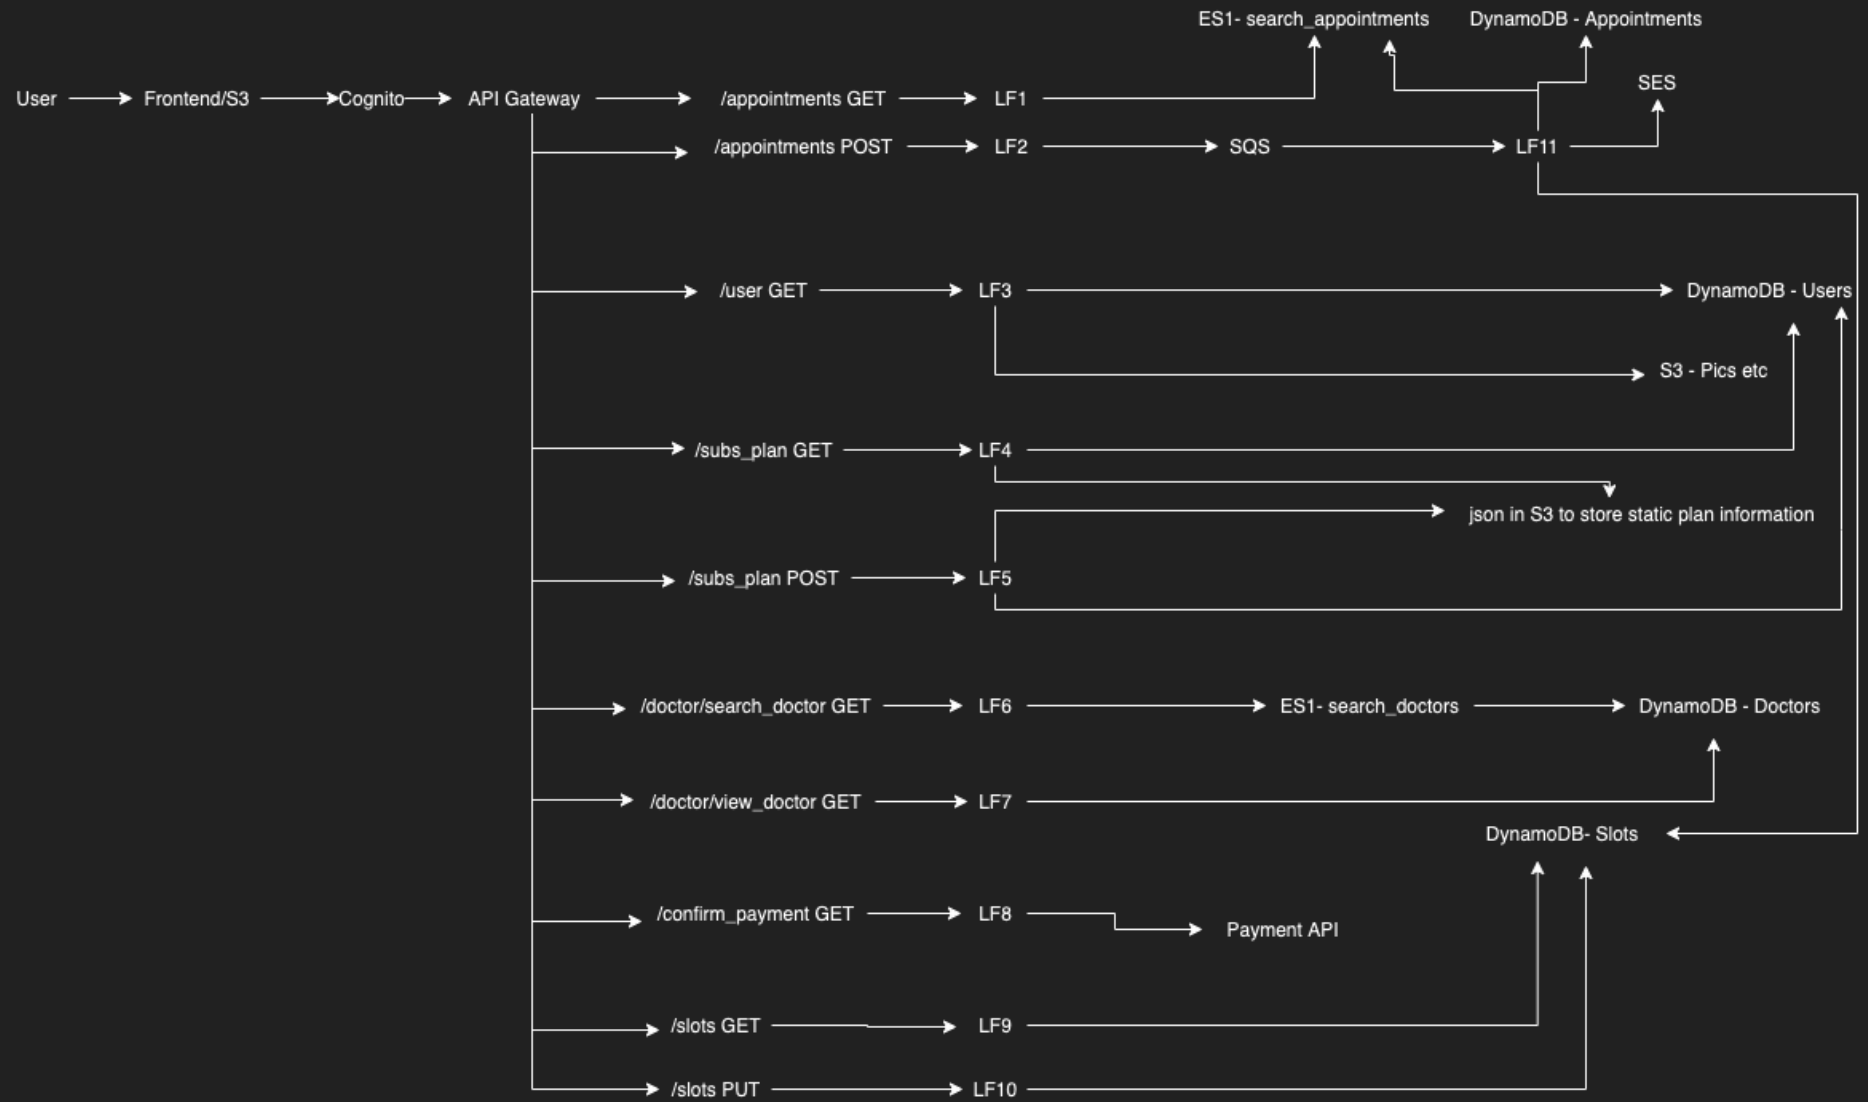 ES1- search_appointments
DynamoDB - Appointments
SES
User
Frontend/S3
Cognito
API Gateway
/appointments GET
LF1
/appointments POST
LF2
SQS
LF11
/user GET
LF3
DynamoDB - Users
S3 - Pics etc
/subs_plan GET
LF4
json in S3 to store static plan information
/subs_plan POST
LF5
/doctor/search_doctor GET
LF6
ES1- search_doctors
DynamoDB - Doctors
/doctor/view_doctor GET
LF7
DynamoDB- Slots
/confirm_payment GET
LF8
Payment API
/slots GET
LF9
/slots PUT
LF10